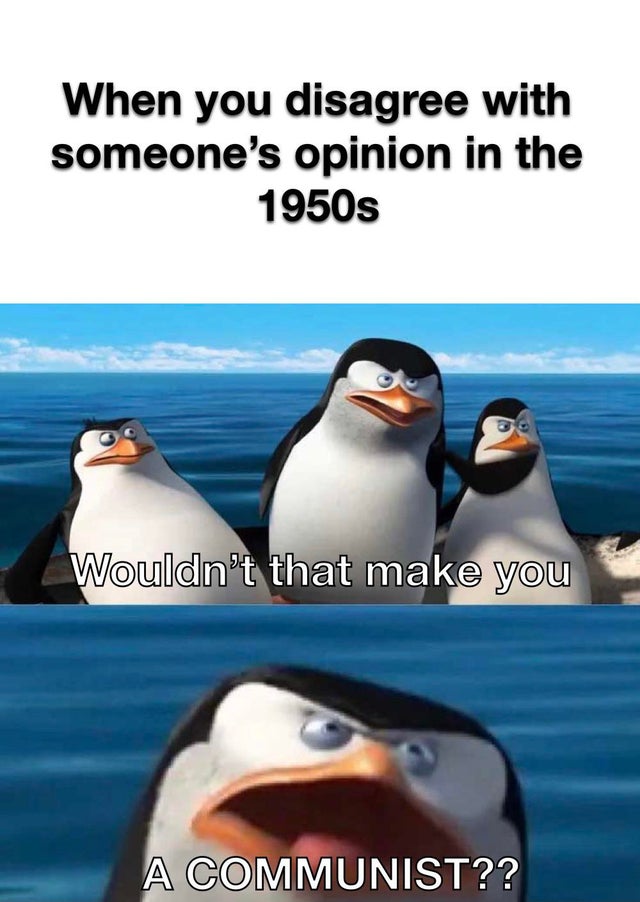 When you disagree with
someone’s opinion in the
1950s
Wouldn’t that make you
A COMMUNIST??